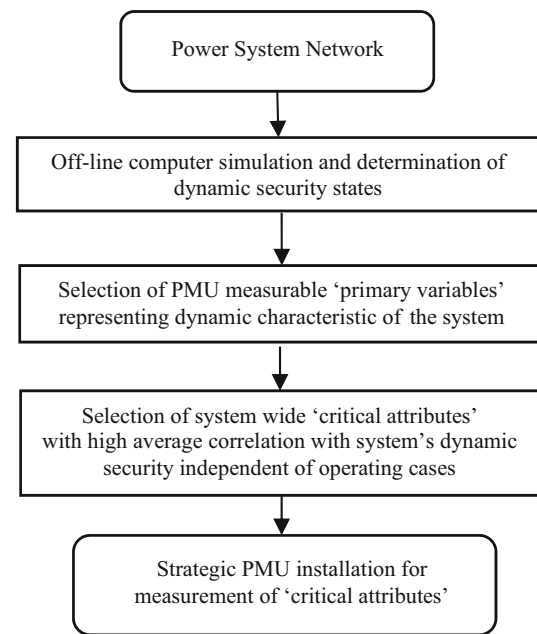 Power System Network
Off-line computer simulation and determination of
dynamic security states
Selection of PMU measurable ‘primary variables’
representing dynamic characteristic of the system
Selection of system wide ‘critical attributes’
with high average correlation with system’s dynamic
security independent of operating cases
Strategic PMU installation for
measurement of ‘critical attributes’